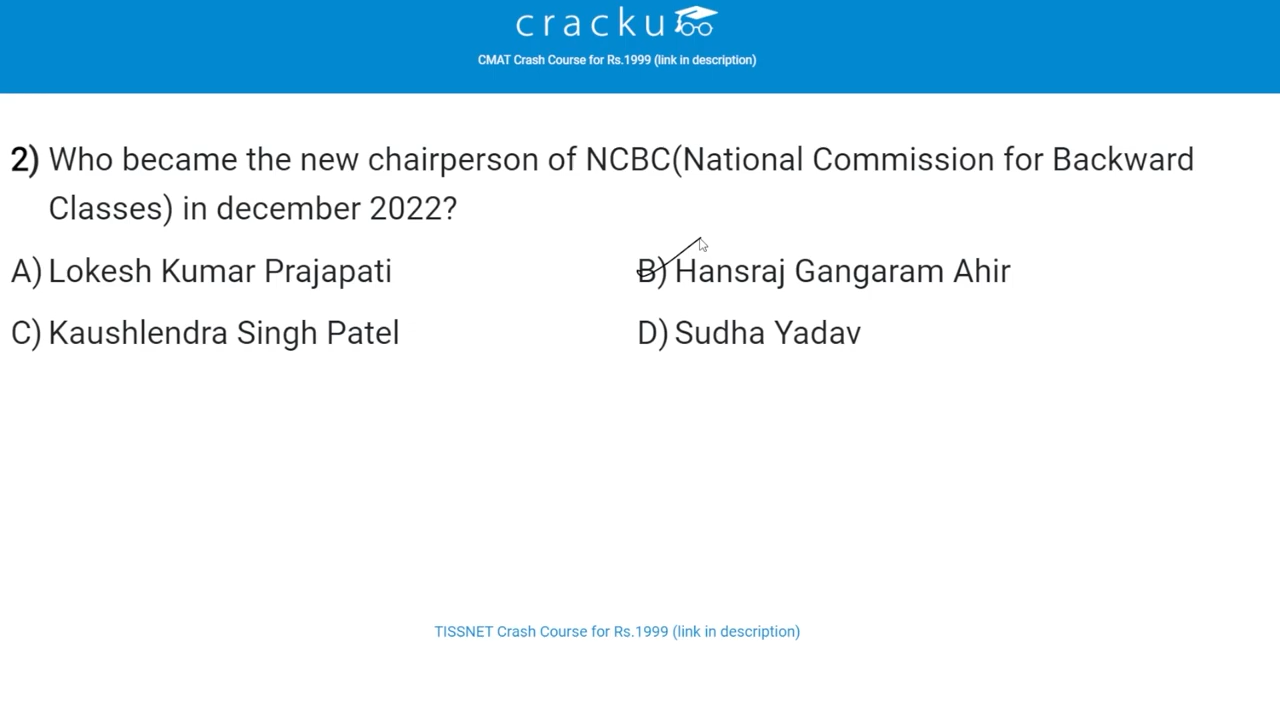 cracku
CMAT Crash Course for Rs.1999 (link in description)
2) Who became the new chairperson of NCBC(National Commission for Backward
Classes) in december 2022?
A) Lokesh Kumar Prajapati
B) Hansraj Gangaram Ahir
C) Kaushlendra Singh Patel
D) Sudha Yadav
TISSNET Crash Course for Rs.1999 (link in description)